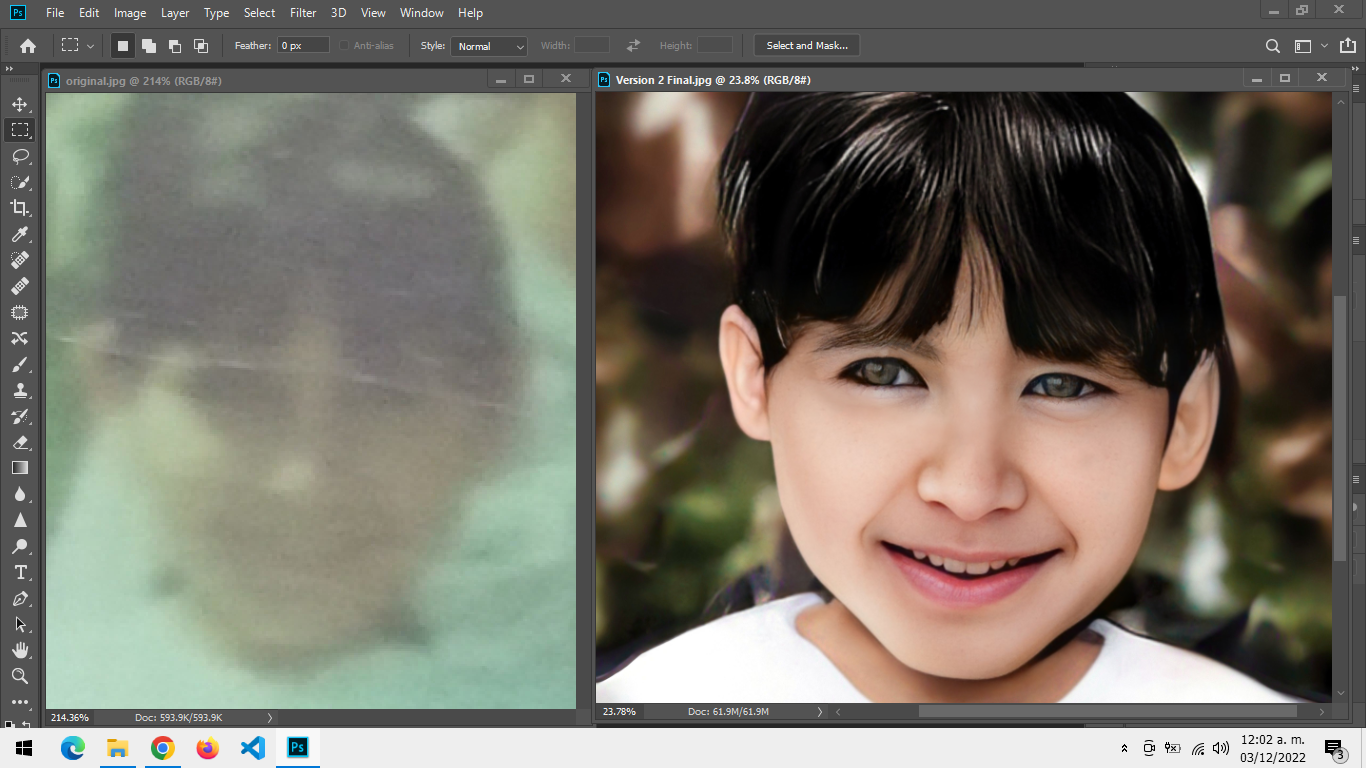 Ps File Edit Image Layer Type Select Filter 3D View Window Help
Feather: 0 px Anti-alias Style: Normal Width: Height: Select and Mask...
Ps original.jpg @ 214% (RGB/8#)
Ps Version 2 Final.jpg @ 23.8% (RGB/8#)
T
214.36% Doc: 593.9K/593.9K
23.78% Doc: 61.9M/61.9M
Ps
12:02 a. m.
03/12/2022
3